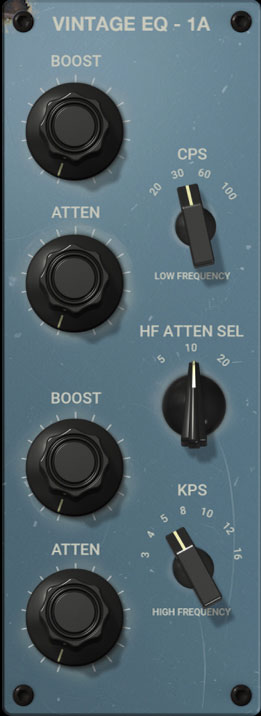 VINTAGE EQ - 1A
BOOST
CPS
20 30 60 100
LOW FREQUENCY
ATTEN
HF ATTEN SEL
5 10 20
BOOST
KPS
3 4 5 8 10 12 16
HIGH FREQUENCY
ATTEN